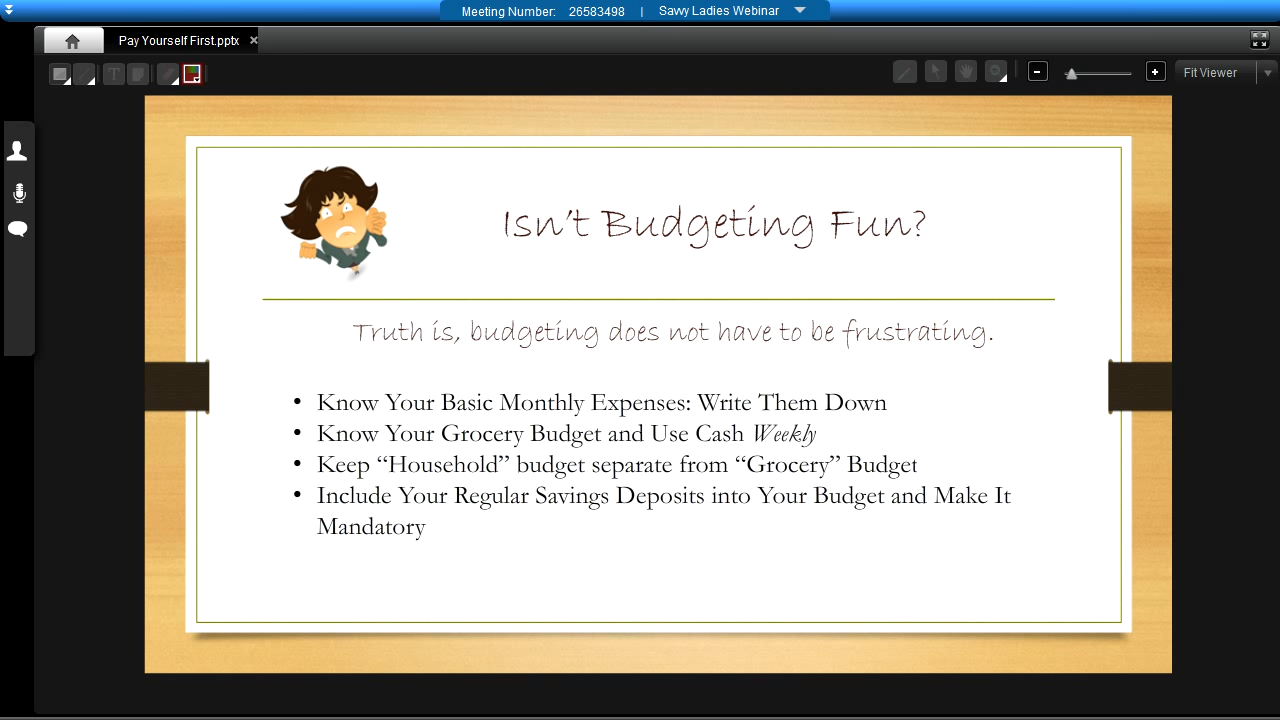 Meeting Number: 26583498 | Savvy Ladies Webinar
Pay Yourself First.pptx
Fit Viewer
Isn’t Budgeting Fun?
Truth is, budgeting does not have to be frustrating.
• Know Your Basic Monthly Expenses: Write Them Down
• Know Your Grocery Budget and Use Cash Weekly
• Keep “Household” budget separate from “Grocery” Budget
• Include Your Regular Savings Deposits into Your Budget and Make It
Mandatory